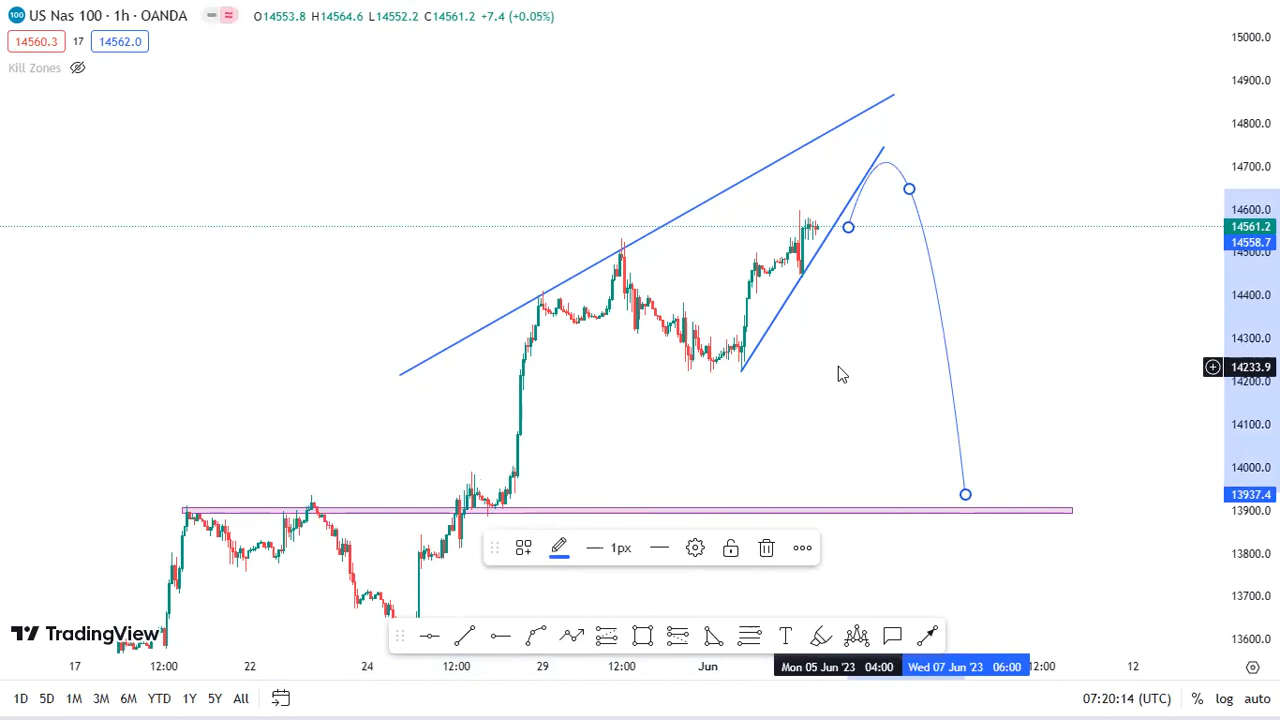 100 US Nas 100 · 1h · OANDA O14553.8 H14564.6 L14552.2 C14561.2 +7.4 (+0.05%)
14560.3 17 14562.0
Kill Zones
15000.0
14900.0
14800.0
14700.0
14600.0
14561.2
14558.7
14500.0
14400.0
14300.0
14233.9
14200.0
14100.0
14000.0
13937.4
13900.0
13800.0
13700.0
13600.0
1px
T
TradingView
17 12:00 22 24 12:00 29 12:00 Jun Mon 05 Jun '23 04:00 Wed 07 Jun '23 06:00 12:00 12
1D 5D 1M 3M 6M YTD 1Y 5Y All 07:20:14 (UTC) % log auto